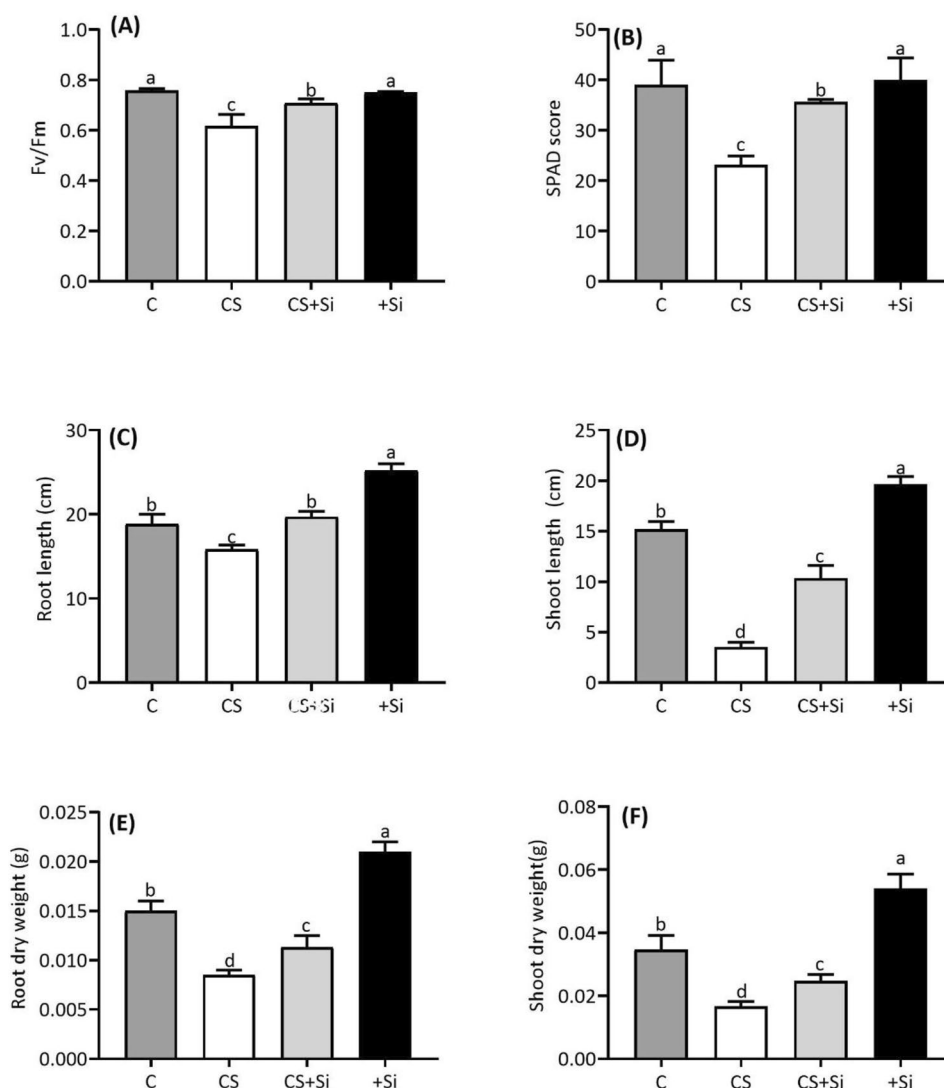 (A)
Fv/Fm
1.0
0.8
0.6
0.4
0.2
0.0
a
c
b
a
C CS CS+Si +Si
(B)
SPAD score
50
40
30
20
10
0
a
c
b
a
C CS CS+Si +Si
(C)
Root length (cm)
30
20
10
0
b
c
b
a
C CS CS+Si +Si
(D)
Shoot length (cm)
25
20
15
10
5
0
b
d
c
a
C CS CS+Si +Si
(E)
Root dry weight (g)
0.025
0.020
0.015
0.010
0.005
0.000
b
d
c
a
C CS CS+Si +Si
(F)
Shoot dry weight(g)
0.08
0.06
0.04
0.02
0.00
b
d
c
a
C CS CS+Si +Si